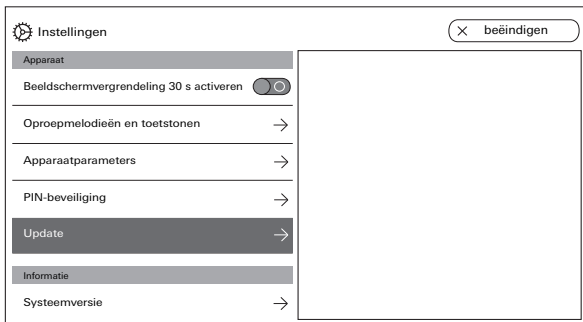 Instellingen
beëindigen
Apparaat
Beeldschermvergrendeling 30 s activeren
Oproepmelodieën en toetstonen
Apparaatparameters
PIN-beveiliging
Update
Informatie
Systeemversie